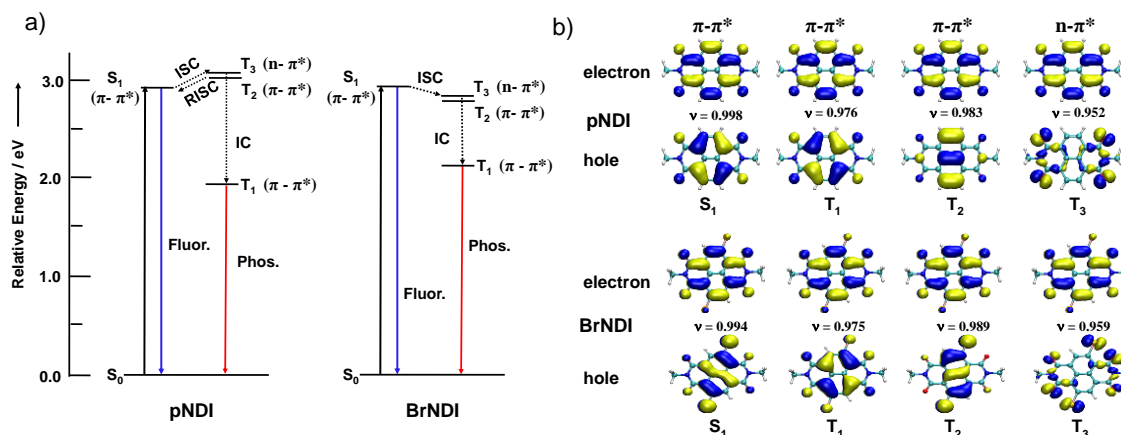 a)
Relative Energy / eV
3.0
2.0
1.0
0.0
S1
(π- π*)
ISC
RISC
T3 (n- π*)
T2 (π- π*)
IC
T1 (π - π*)
Fluor.
Phos.
S0
pNDI
S1
(π- π*)
ISC
T3 (n- π*)
T2 (π- π*)
IC
T1 (π - π*)
Phos.
Fluor.
BrNDI
b)
π-π* π-π* π-π* n-π*
electron
pNDI
ν = 0.998 ν = 0.976 ν = 0.983 ν = 0.952
hole
S1 T1 T2 T3
electron
BrNDI
ν = 0.994 ν = 0.975 ν = 0.989 ν = 0.959
hole
S1 T1 T2 T3